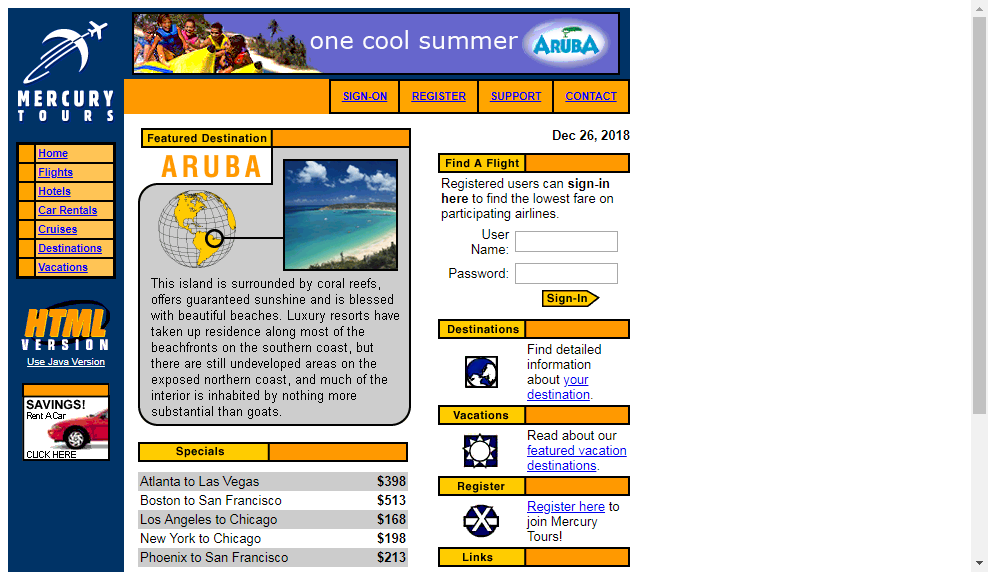 one cool summer ARUBA
MERCURY
TOURS
SIGN-ON REGISTER SUPPORT CONTACT
Home
Flights
Hotels
Car Rentals
Cruises
Destinations
Vacations
HTML
VERSION
Use Java Version
SAVINGS!
Rent A Car
CLICK HERE
Featured Destination
ARUBA
This island is surrounded by coral reefs,
offers guaranteed sunshine and is blessed
with beautiful beaches. Luxury resorts have
taken up residence along most of the
beachfronts on the southern coast, but
there are still undeveloped areas on the
exposed northern coast, and much of the
interior is inhabited by nothing more
substantial than goats.
Specials
Atlanta to Las Vegas $398
Boston to San Francisco $513
Los Angeles to Chicago $168
New York to Chicago $198
Phoenix to San Francisco $213
Dec 26, 2018
Find A Flight
Registered users can sign-in
here to find the lowest fare on
participating airlines.
User
Name:
Password:
Sign-In
Destinations
Find detailed
information
about your
destination.
Vacations
Read about our
featured vacation
destinations.
Register
Register here to
join Mercury
Tours!
Links